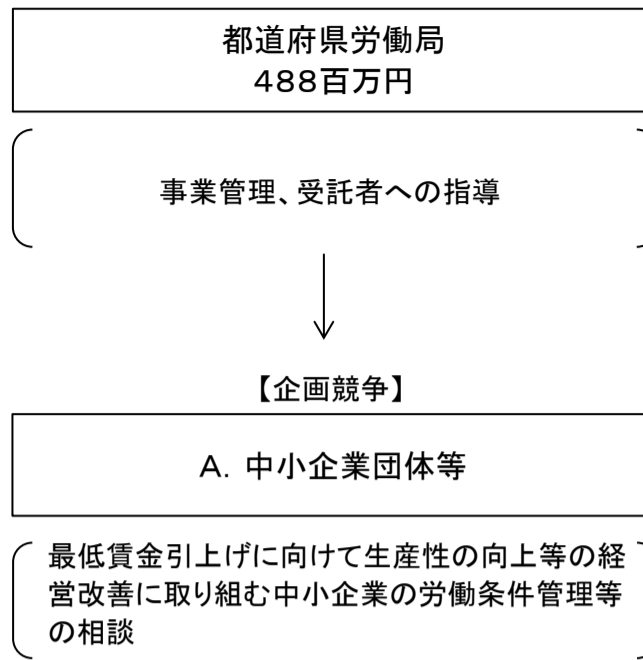 都道府県労働局
488百万円
事業管理、受託者への指導
【企画競争】
A. 中小企業団体等
最低賃金引上げに向けて生産性の向上等の経
営改善に取り組む中小企業の労働条件管理等
の相談